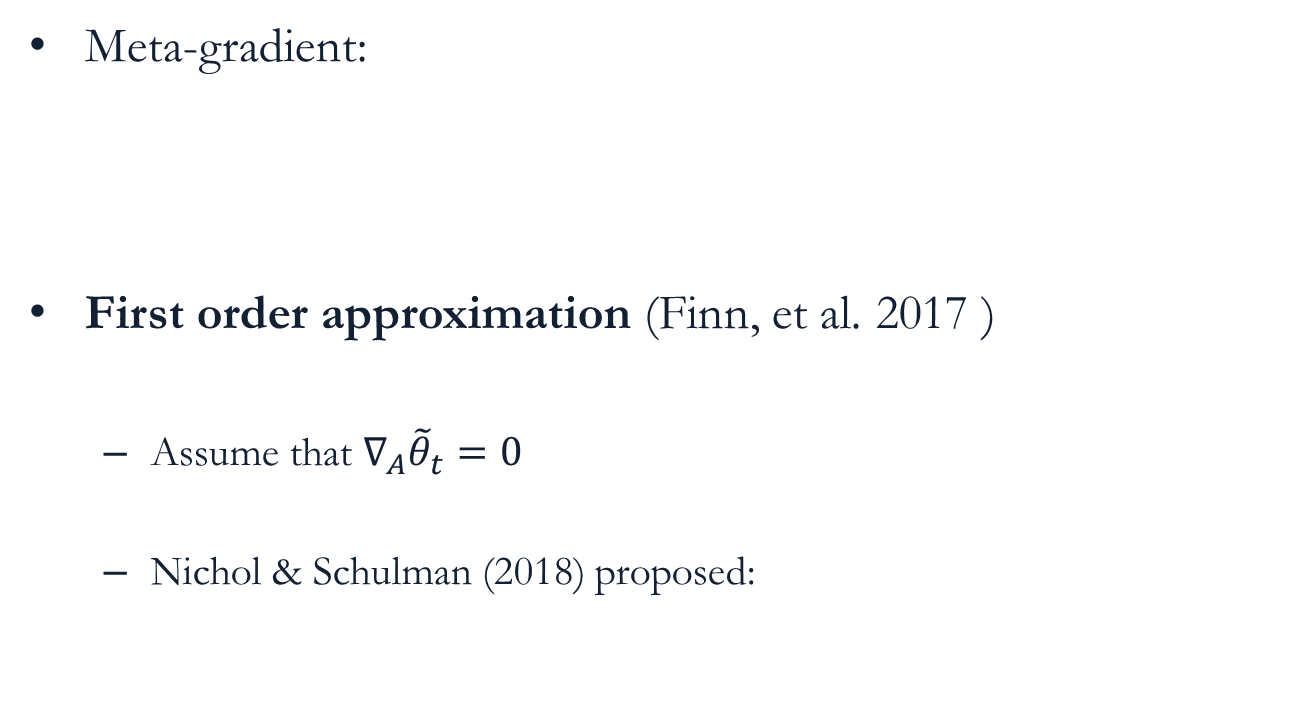 • Meta-gradient:
• First order approximation (Finn, et al. 2017 )
– Assume that ∇_A θ̃_t = 0
– Nichol & Schulman (2018) proposed: